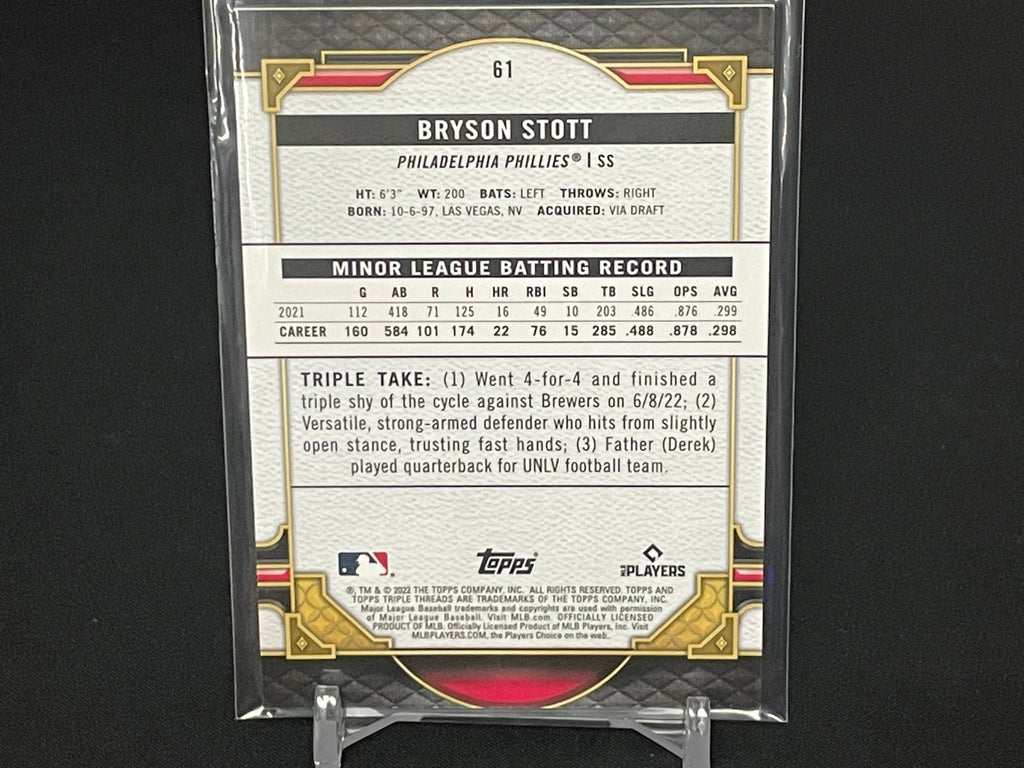 61
BRYSON STOTT
PHILADELPHIA PHILLIES® | SS
HT: 6'3" WT: 200 BATS: LEFT THROWS: RIGHT
BORN: 10-6-97, LAS VEGAS, NV ACQUIRED: VIA DRAFT
MINOR LEAGUE BATTING RECORD
G AB R H HR RBI SB TB SLG OPS AVG
2021 112 418 71 125 16 49 10 203 .486 .876 .299
CAREER 160 584 101 174 22 76 15 285 .488 .878 .298
TRIPLE TAKE: (1) Went 4-for-4 and finished a
triple shy of the cycle against Brewers on 6/8/22; (2)
Versatile, strong-armed defender who hits from slightly
open stance, trusting fast hands; (3) Father (Derek)
played quarterback for UNLV football team.
Topps®
MLB PLAYERS
®, TM & © 2022 THE TOPPS COMPANY, INC. ALL RIGHTS RESERVED. TOPPS AND
TOPPS TRIPLE THREADS ARE TRADEMARKS OF THE TOPPS COMPANY, INC.
Major League Baseball trademarks and copyrights are used with permission
of Major League Baseball. Visit MLB.com. OFFICIALLY LICENSED
PRODUCT OF MLB. Officially Licensed Product of MLB Players, Inc. Visit
MLBPLAYERS.COM, the Players Choice on the web.